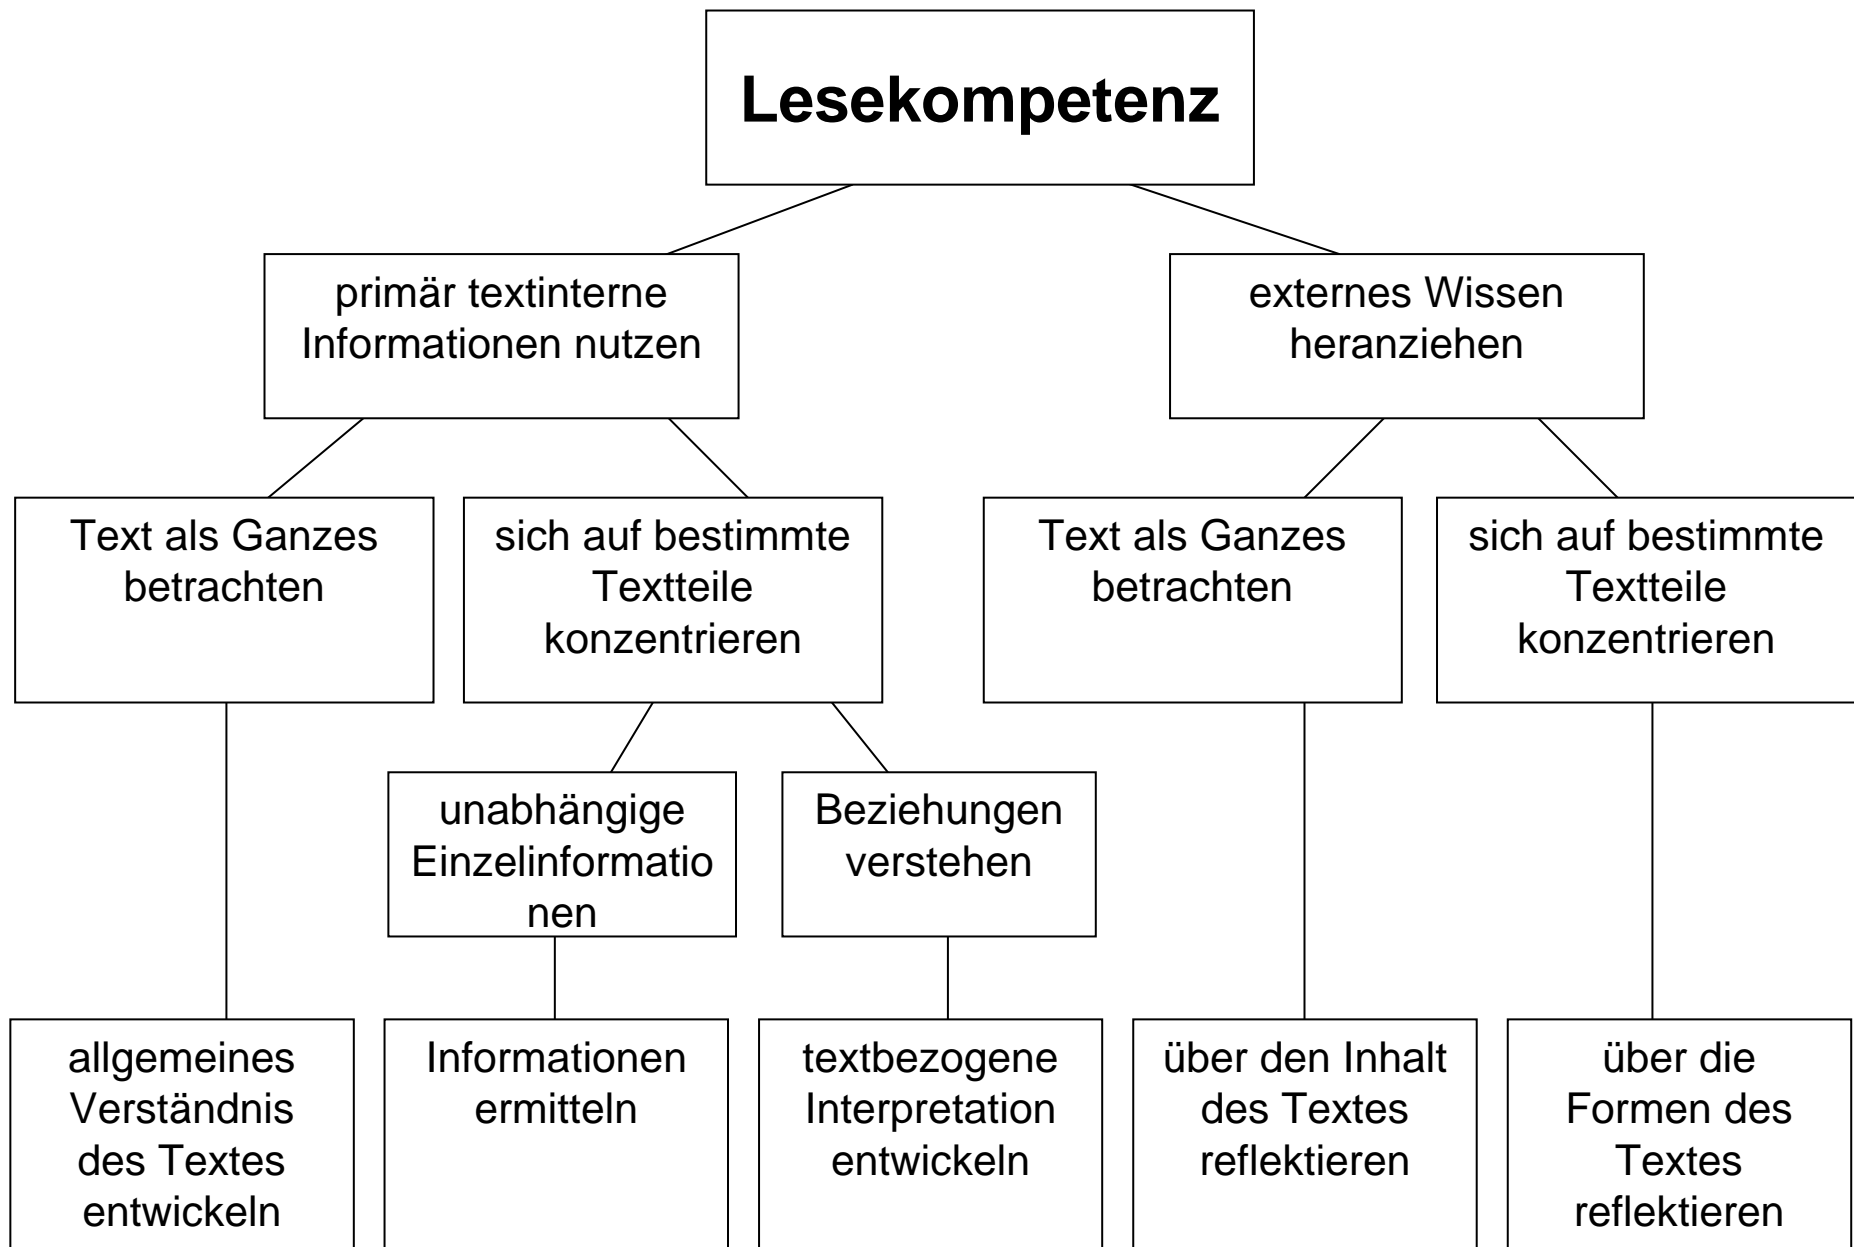 Lesekompetenz
primär textinterne
Informationen nutzen
externes Wissen
heranziehen
Text als Ganzes
betrachten
sich auf bestimmte
Textteile
konzentrieren
Text als Ganzes
betrachten
sich auf bestimmte
Textteile
konzentrieren
unabhängige
Einzelinformatio
nen
Beziehungen
verstehen
allgemeines
Verständnis
des Textes
entwickeln
Informationen
ermitteln
textbezogene
Interpretation
entwickeln
über den Inhalt
des Textes
reflektieren
über die
Formen des
Textes
reflektieren